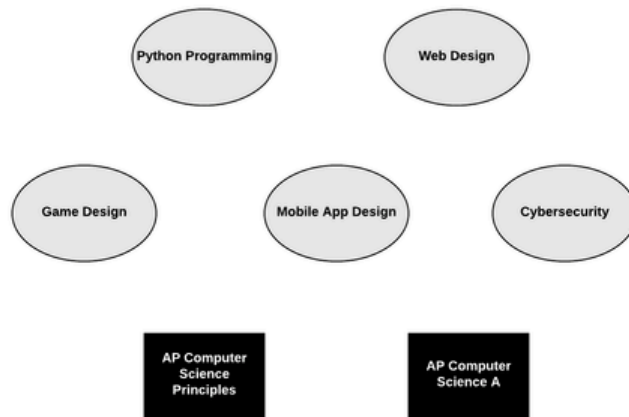 Python Programming
Web Design
Game Design
Mobile App Design
Cybersecurity
AP Computer
Science
Principles
AP Computer
Science A